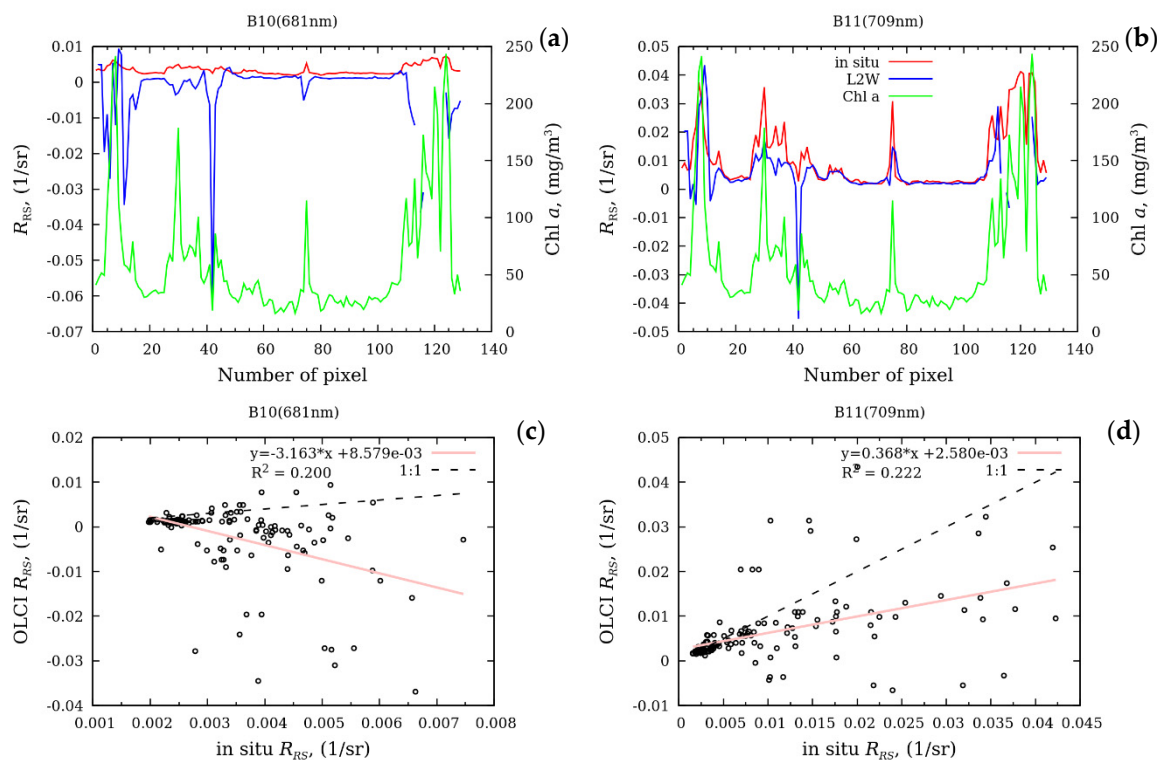 B10(681nm)
(a)
0.01
0
-0.01
-0.02
-0.03
-0.04
-0.05
-0.06
-0.07
R_RS, (1/sr)
250
200
150
100
50
0
Chl a, (mg/m³)
0 20 40 60 80 100 120 140
Number of pixel
B11(709nm)
(b)
in situ
L2W
Chl a
0.05
0.04
0.03
0.02
0.01
0
-0.01
-0.02
-0.03
-0.04
-0.05
R_RS, (1/sr)
250
200
150
100
50
0
Chl a, (mg/m³)
0 20 40 60 80 100 120 140
Number of pixel
B10(681nm)
(c)
y=-3.163*x +8.579e-03
R² = 0.200
1:1
0.02
0.01
0
-0.01
-0.02
-0.03
-0.04
OLCI R_RS, (1/sr)
0.001 0.002 0.003 0.004 0.005 0.006 0.007 0.008
in situ R_RS, (1/sr)
B11(709nm)
(d)
y=0.368*x +2.580e-03
R² = 0.222
1:1
0.05
0.04
0.03
0.02
0.01
0
-0.01
OLCI R_RS, (1/sr)
0 0.005 0.01 0.015 0.02 0.025 0.03 0.035 0.04 0.045
in situ R_RS, (1/sr)